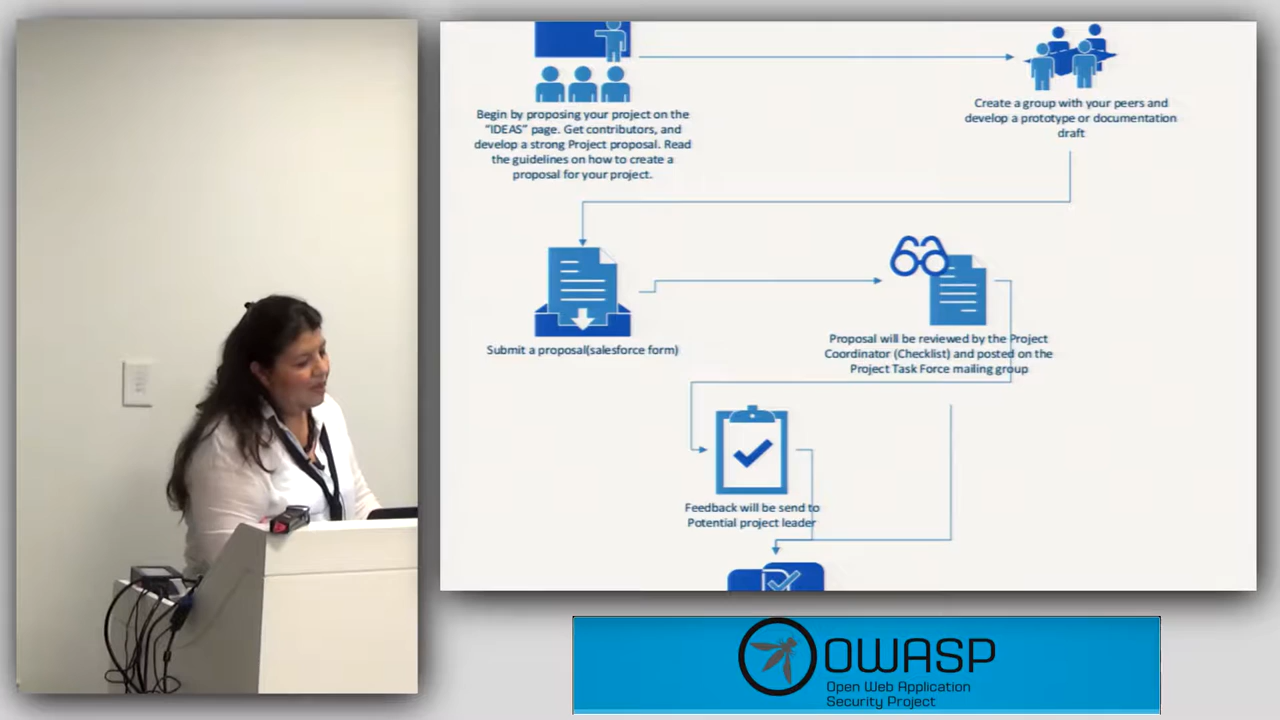 Begin by proposing your project on the
"IDEAS" page. Get contributors, and
develop a strong Project proposal. Read
the guidelines on how to create a
proposal for your project.
Create a group with your peers and
develop a prototype or documentation
draft
Submit a proposal(salesforce form)
Proposal will be reviewed by the Project
Coordinator (Checklist) and posted on the
Project Task Force mailing group
Feedback will be send to
Potential project leader
OWASP
Open Web Application
Security Project